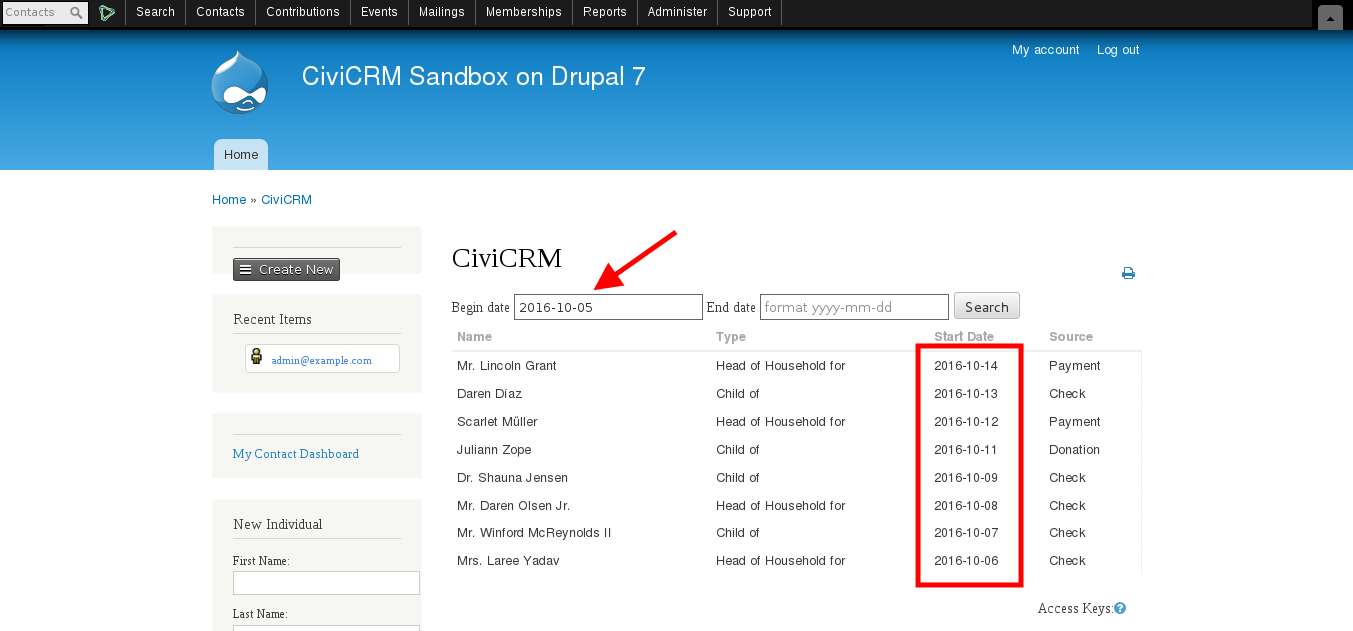 Contacts Search Contacts Contributions Events Mailings Memberships Reports Administer Support
My account Log out
CiviCRM Sandbox on Drupal 7
Home
Home » CiviCRM
Create New
Recent Items
admin@example.com
My Contact Dashboard
New Individual
First Name:
Last Name:
CiviCRM
Begin date 2016-10-05 End date format yyyy-mm-dd Search
Name Type Start Date Source
Mr. Lincoln Grant Head of Household for 2016-10-14 Payment
Daren Díaz Child of 2016-10-13 Check
Scarlet Müller Head of Household for 2016-10-12 Payment
Juliann Zope Child of 2016-10-11 Donation
Dr. Shauna Jensen Child of 2016-10-09 Check
Mr. Daren Olsen Jr. Head of Household for 2016-10-08 Check
Mr. Winford McReynolds II Child of 2016-10-07 Check
Mrs. Laree Yadav Head of Household for 2016-10-06 Check
Access Keys:?